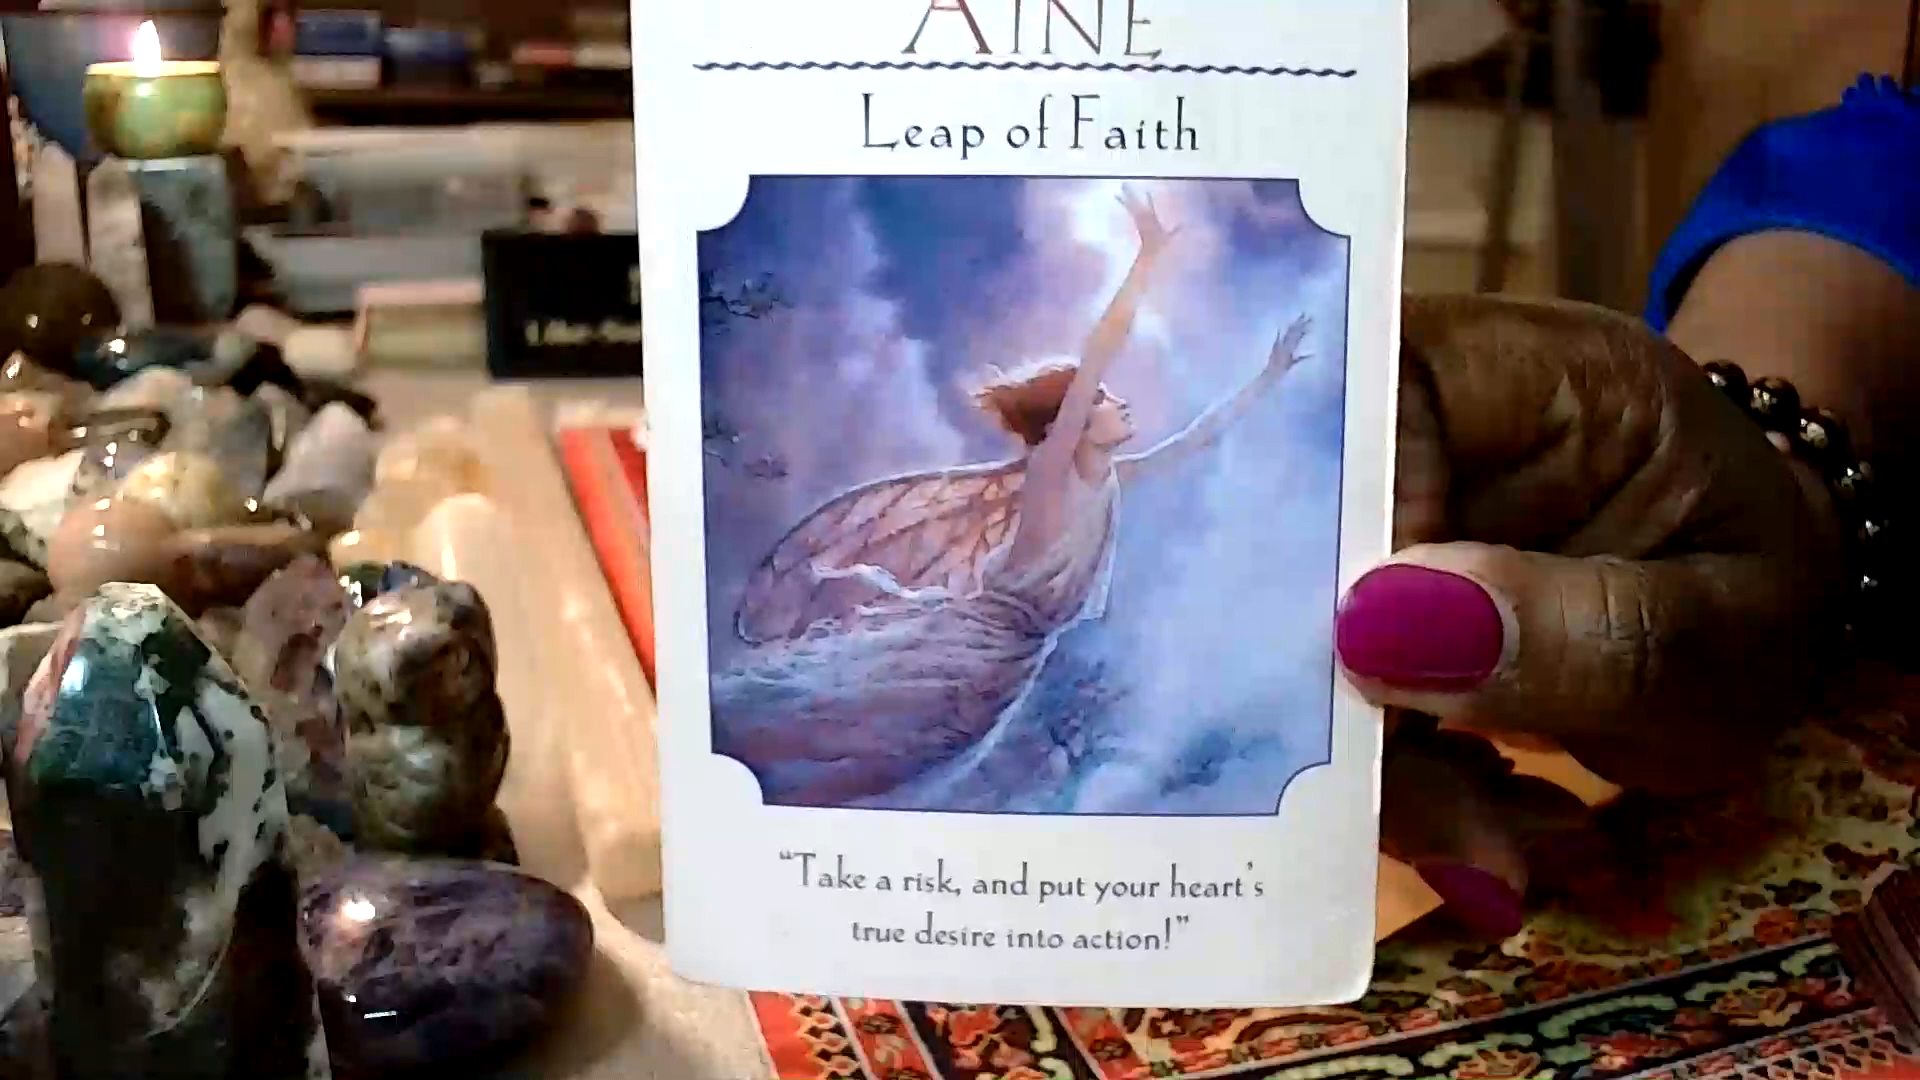 AINE
Leap of Faith
“Take a risk, and put your heart's
true desire into action!”